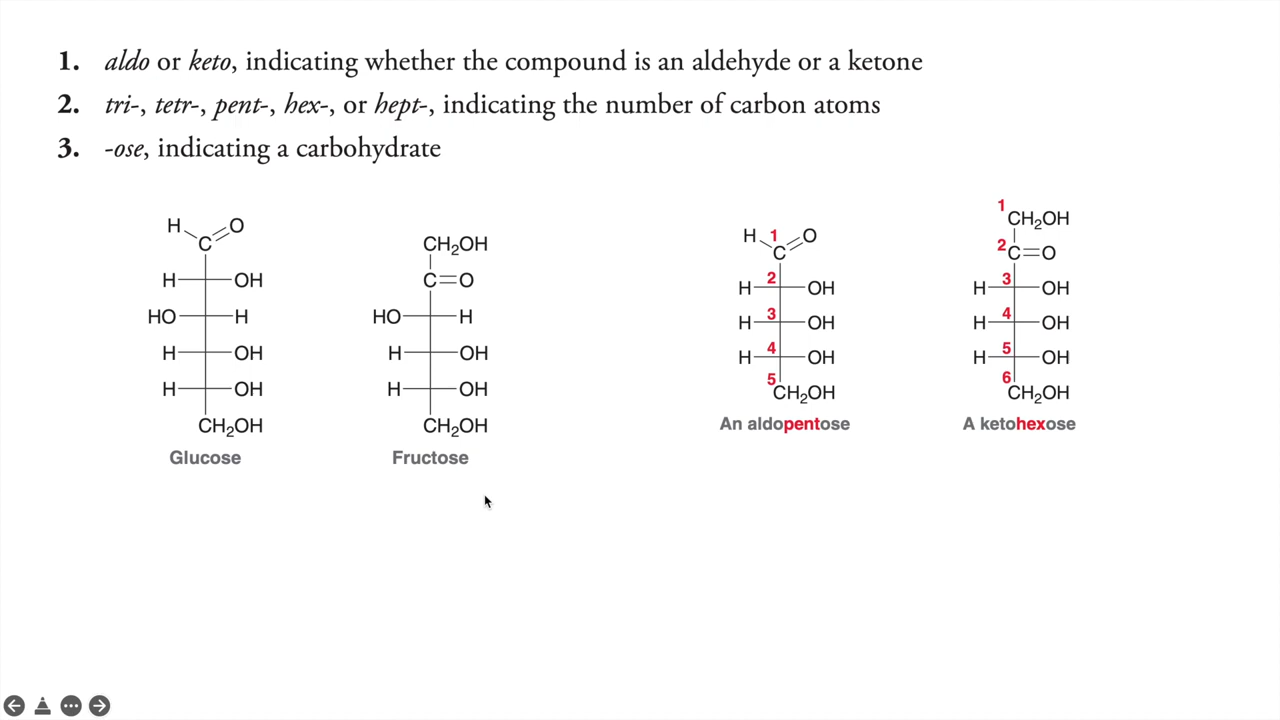 1. aldo or keto, indicating whether the compound is an aldehyde or a ketone
2. tri-, tetr-, pent-, hex-, or hept-, indicating the number of carbon atoms
3. -ose, indicating a carbohydrate
H O
C
H OH
HO H
H OH
H OH
CH₂OH
Glucose
CH₂OH
C=O
HO H
H OH
H OH
CH₂OH
Fructose
H 1 O
C
2
H OH
3
H OH
4
H OH
5
CH₂OH
An aldopentose
1
CH₂OH
2
C=O
3
H OH
4
H OH
5
H OH
6
CH₂OH
A ketohexose